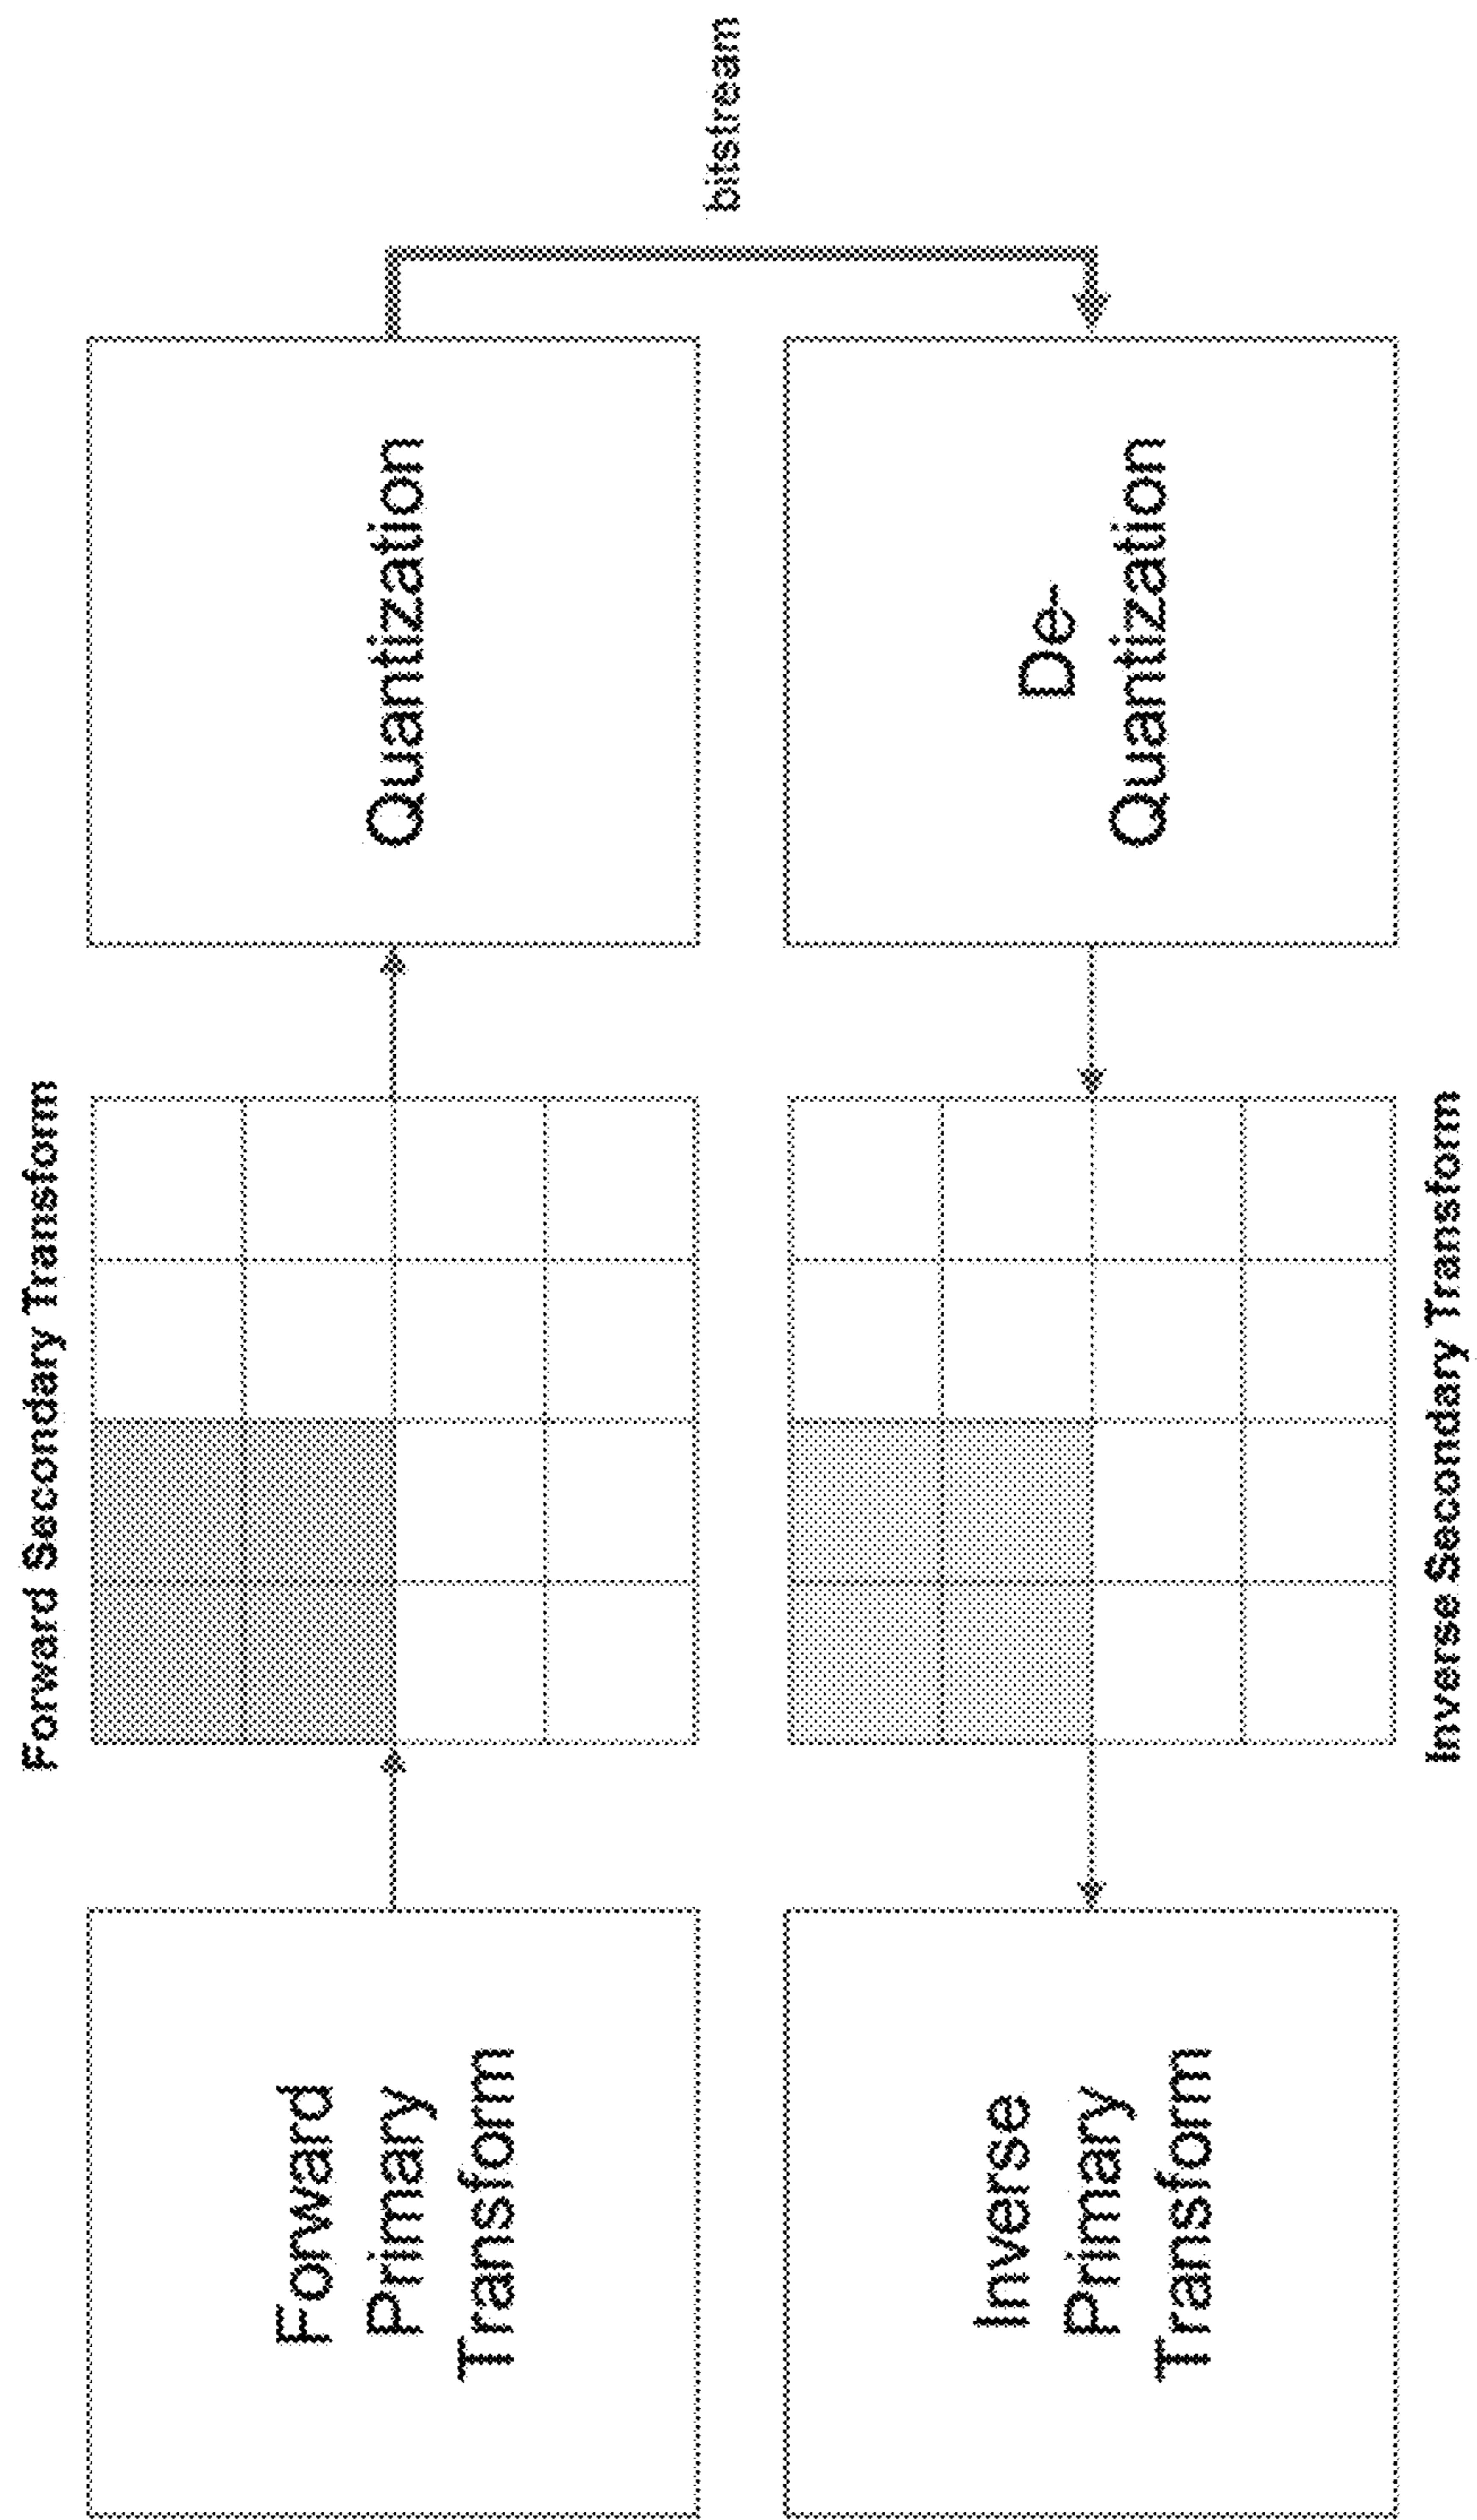 Forward Secondary Transform
Forward
Primary
Transform
Quantization
bitstream
Inverse
Primary
Transform
De-
Quantization
Inverse Secondary Transform